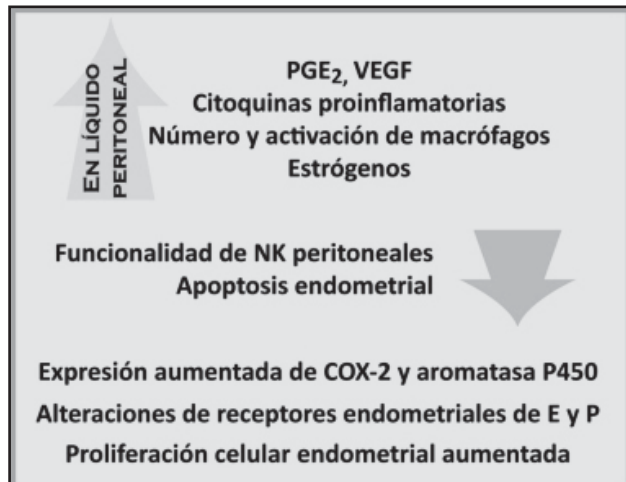 EN LÍQUIDO
PERITONEAL
PGE₂, VEGF
Citoquinas proinflamatorias
Número y activación de macrófagos
Estrógenos
Funcionalidad de NK peritoneales
Apoptosis endometrial
Expresión aumentada de COX-2 y aromatasa P450
Alteraciones de receptores endometriales de E y P
Proliferación celular endometrial aumentada